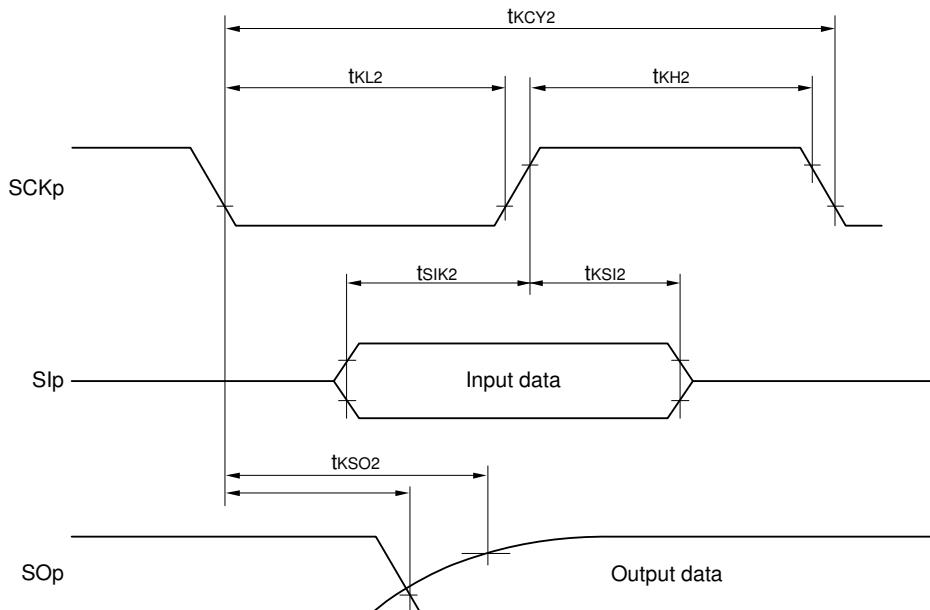 tKCY2
tKL2
tKH2
SCKp
tSIK2
tKSI2
SIp
Input data
tKSO2
SOp
Output data